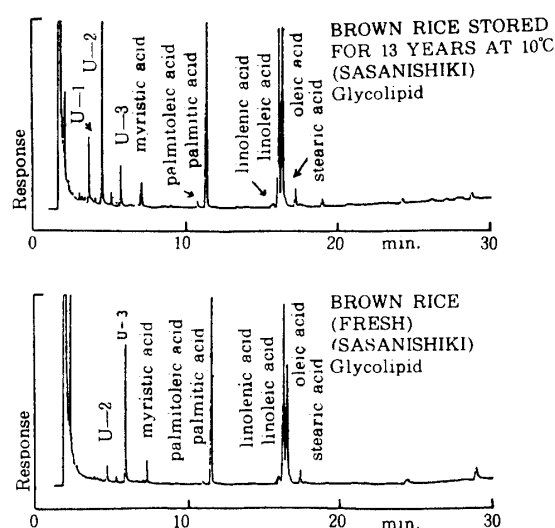 BROWN RICE STORED
FOR 13 YEARS AT 10°C
(SASANISHIKI)
Glycolipid
Response
U—1
U—2
U—3
myristic acid
palmitoleic acid
palmitic acid
linolenic acid
linoleic acid
oleic acid
stearic acid
0
10
20
30
min.
BROWN RICE
(FRESH)
(SASANISHIKI)
Glycolipid
Response
U—2
U-3
myristic acid
palmitoleic acid
palmitic acid
linolenic acid
linoleic acid
oleic acid
stearic acid
0
10
20
30
min.